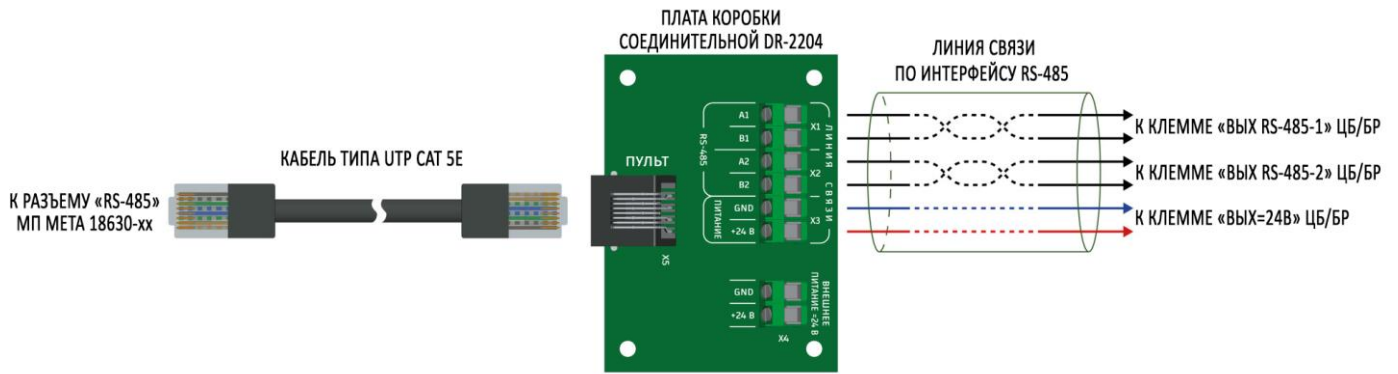 ПЛАТА КОРОБКИ
СОЕДИНИТЕЛЬНОЙ DR-2204
ЛИНИЯ СВЯЗИ
ПО ИНТЕРФЕЙСУ RS-485
КАБЕЛЬ ТИПА UTP CAT 5E
К РАЗЪЕМУ «RS-485»
МП МЕТА 18630-xx
ПУЛЬТ
X5
RS-485
ПИТАНИЕ
A1
B1
A2
B2
GND
+24 В
X1
X2
X3
ЛИНИЯ СВЯЗИ
GND
+24 В
X4
ВНЕШНЕЕ
ПИТАНИЕ =24 В
К КЛЕММЕ «ВЫХ RS-485-1» ЦБ/БР
К КЛЕММЕ «ВЫХ RS-485-2» ЦБ/БР
К КЛЕММЕ «ВЫХ=24В» ЦБ/БР